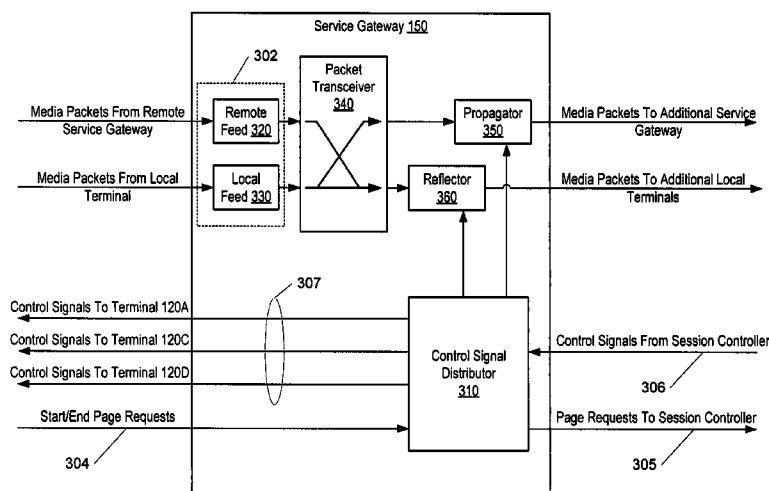 Service Gateway 150
302
Packet
Transceiver
340
Media Packets From Remote
Service Gateway
Remote
Feed 320
Propagator
350
Media Packets To Additional Service
Gateway
Media Packets From Local
Terminal
Local
Feed 330
Reflector
360
Media Packets To Additional Local
Terminals
307
Control Signals To Terminal 120A
Control Signals To Terminal 120C
Control Signals To Terminal 120D
Control Signal
Distributor
310
Control Signals From Session Controller
306
Start/End Page Requests
304
Page Requests To Session Controller
305